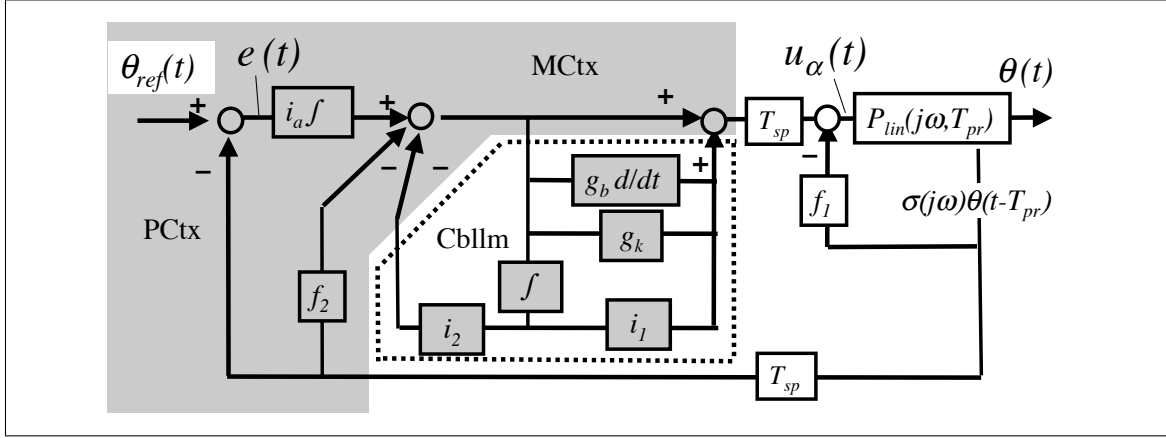 θref(t)
e(t)
MCtx
uα(t)
θ(t)
+
−
ia∫
+
−
−
+
+
Tsp
−
Plin(jω,Tpr)
gb d/dt
f1
σ(jω)θ(t-Tpr)
PCtx
Cbllm
gk
f2
∫
i2
i1
Tsp